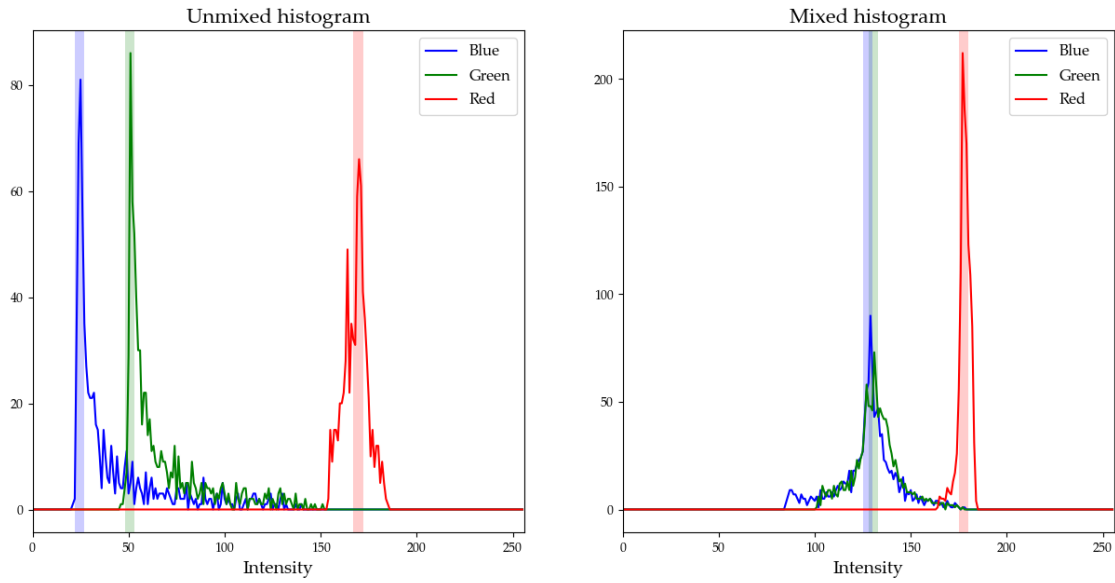 Unmixed histogram
Blue
Green
Red
80
60
40
20
0
0 50 100 150 200 250
Intensity
Mixed histogram
Blue
Green
Red
200
150
100
50
0
0 50 100 150 200 250
Intensity